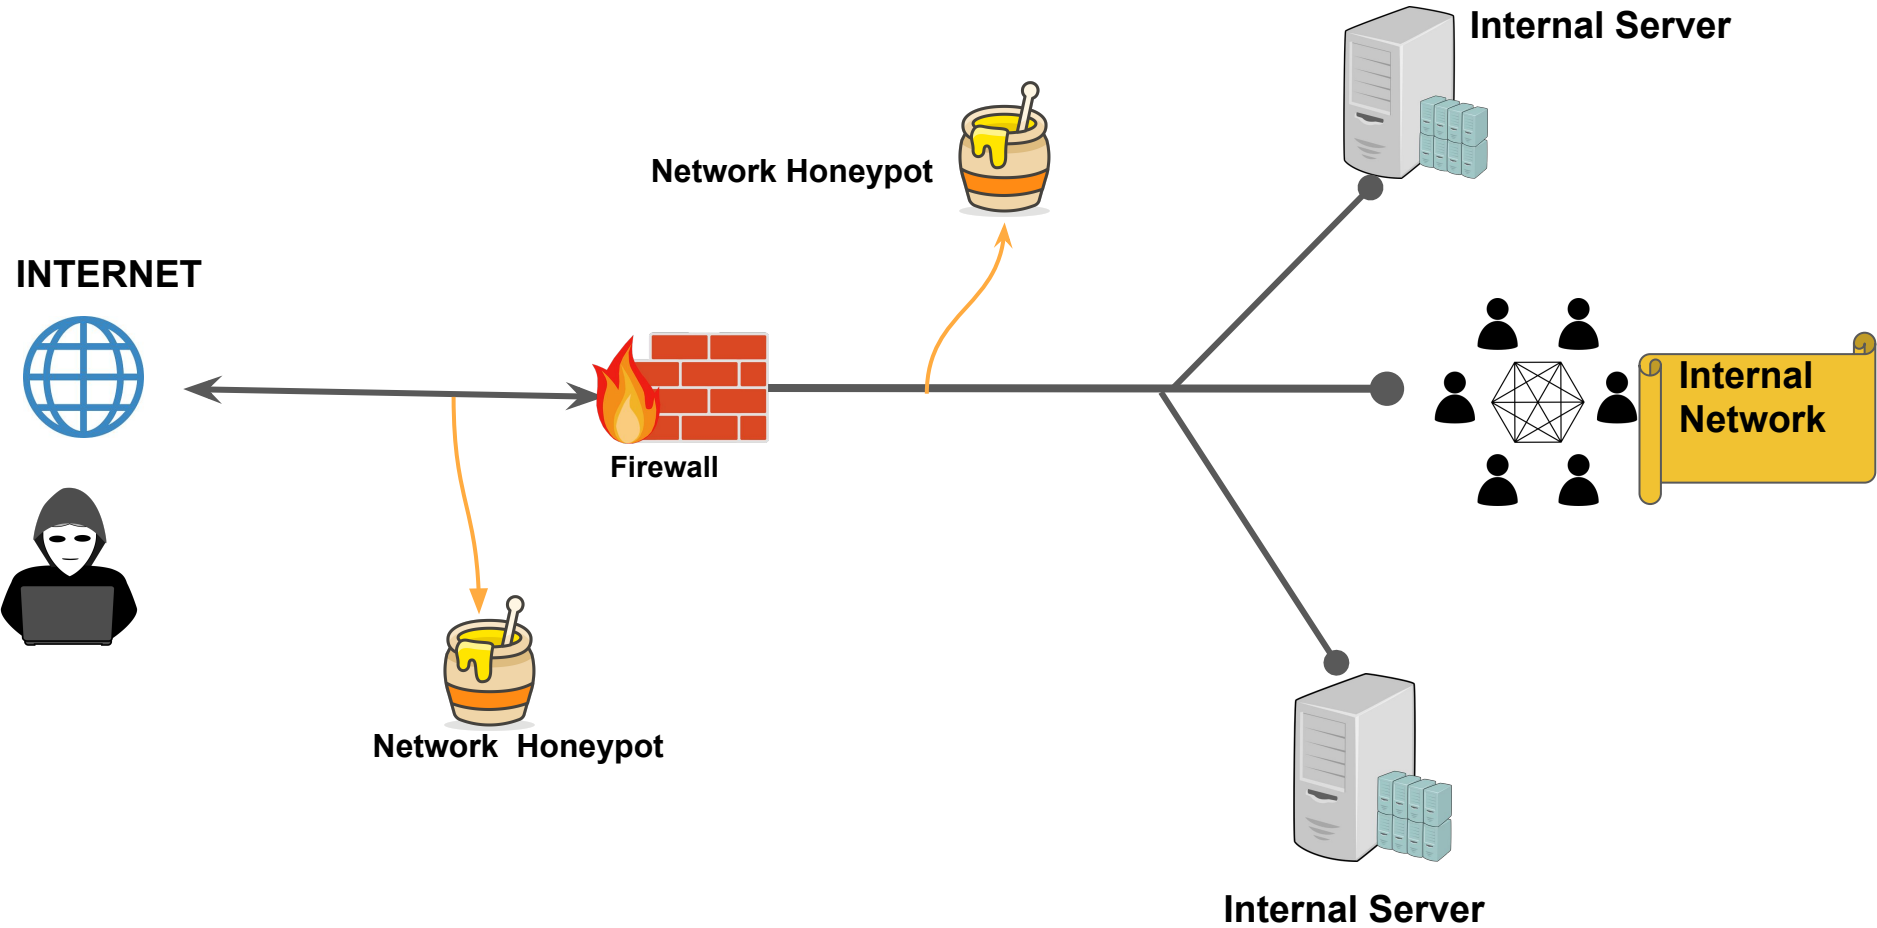 Internal Server
Network Honeypot
INTERNET
Internal
Network
Firewall
Network  Honeypot
Internal Server